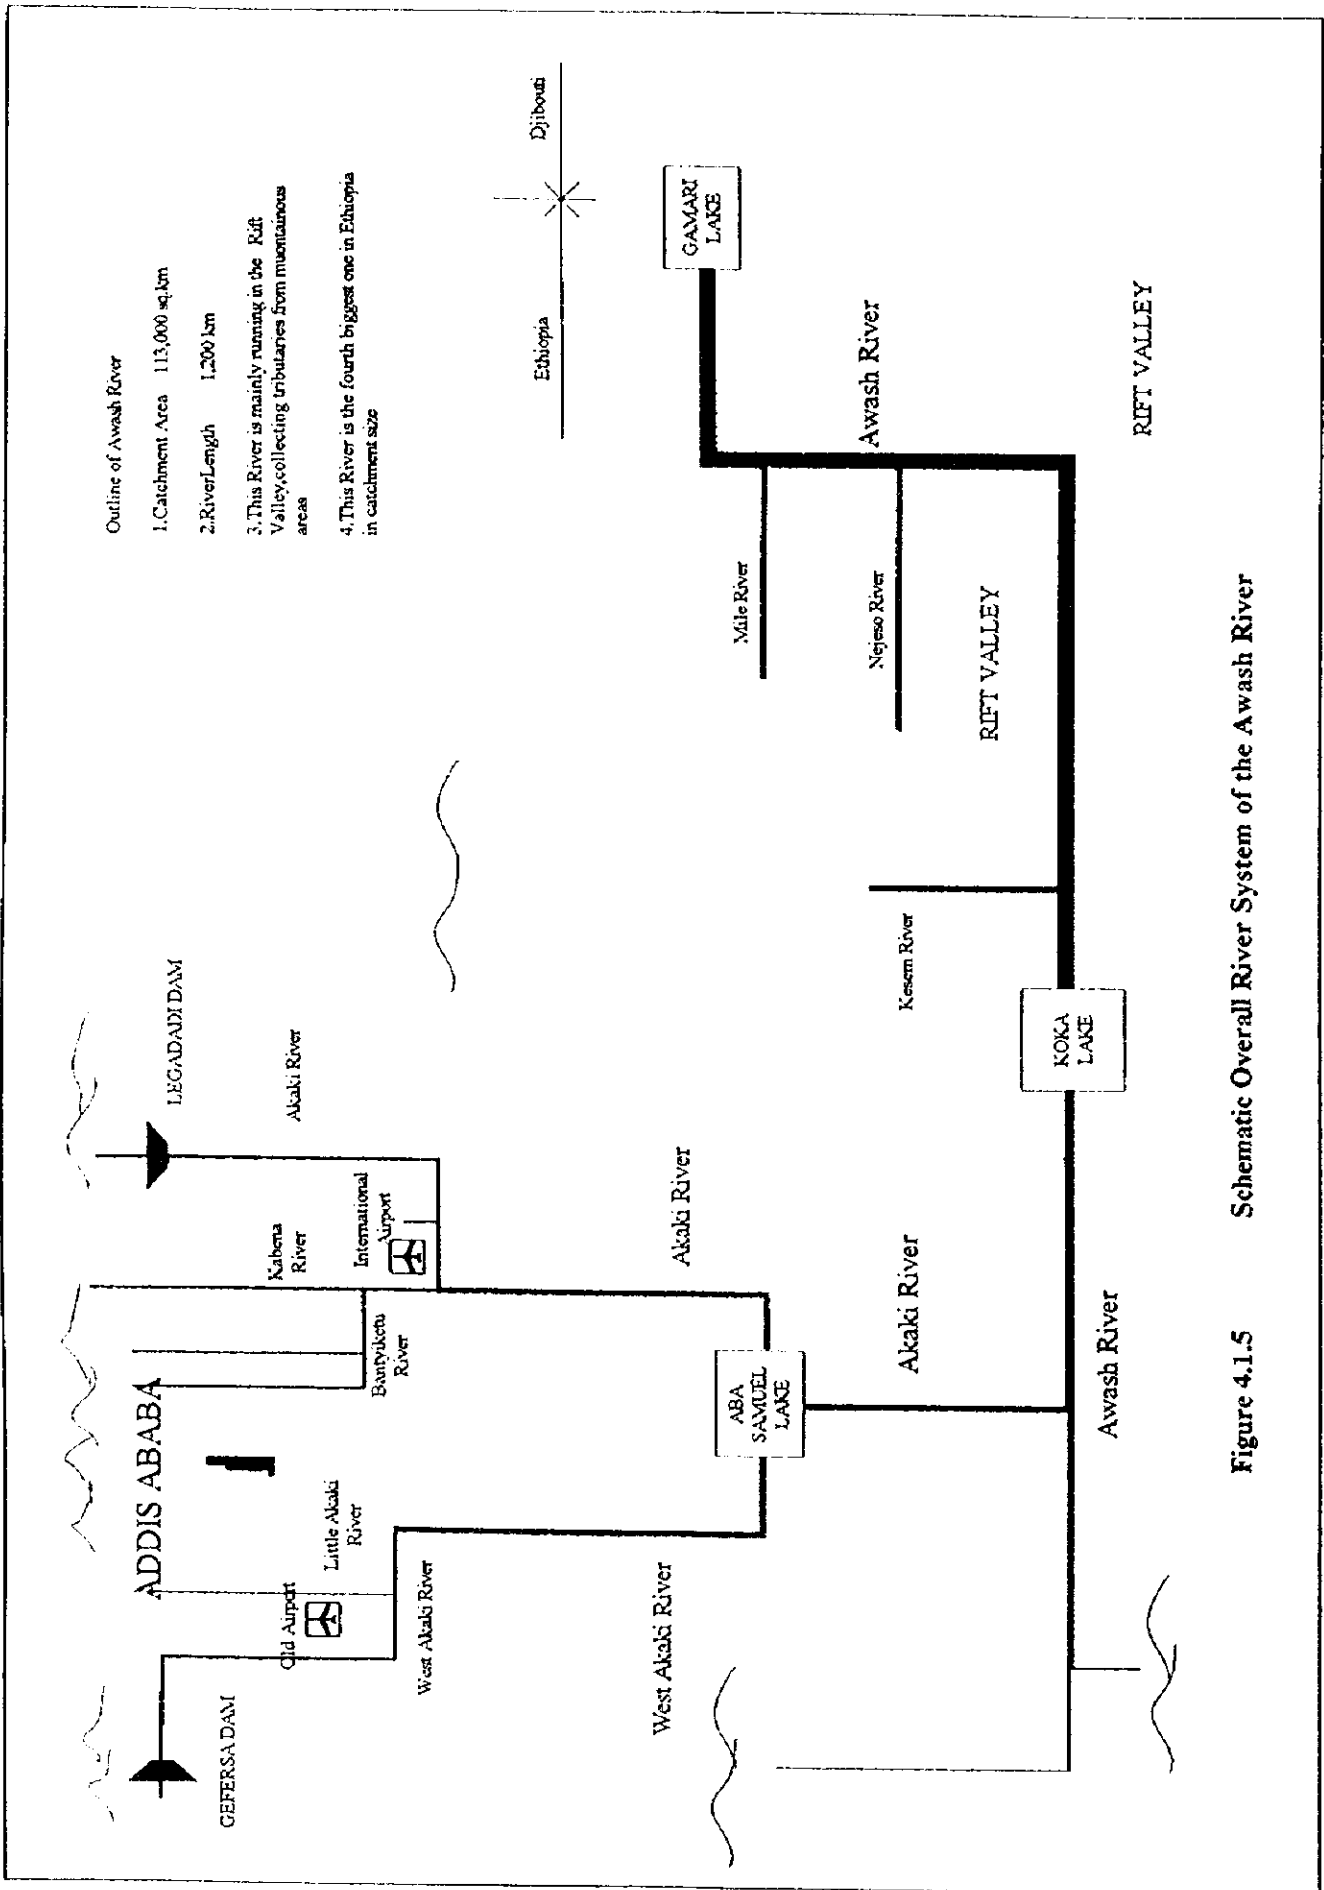 Outline of Awash River
1.Catchment Area 113,000 sq.km
2.RiverLength 1,200 km
3.This River is mainly running in the Rift
Valley,collecting tributaries from muontainous
areas
4.This River is the fourth biggest one in Ethiopia
in catchment size
Ethiopia
Djibouti
GEFERSA DAM
ADDIS ABABA
LEGADADI DAM
Old Airport
Little Akaki
River
West Akaki River
Bantyiketu
River
Kabena
River
International
Airport
Akaki River
West Akaki River
ABA
SAMUEL
LAKE
Akaki River
Akaki River
Awash River
KOKA
LAKE
Kesem River
Mile River
Nejeso River
RIFT VALLEY
GAMARI
LAKE
Awash River
RIFT VALLEY
Figure 4.1.5 Schematic Overall River System of the Awash River